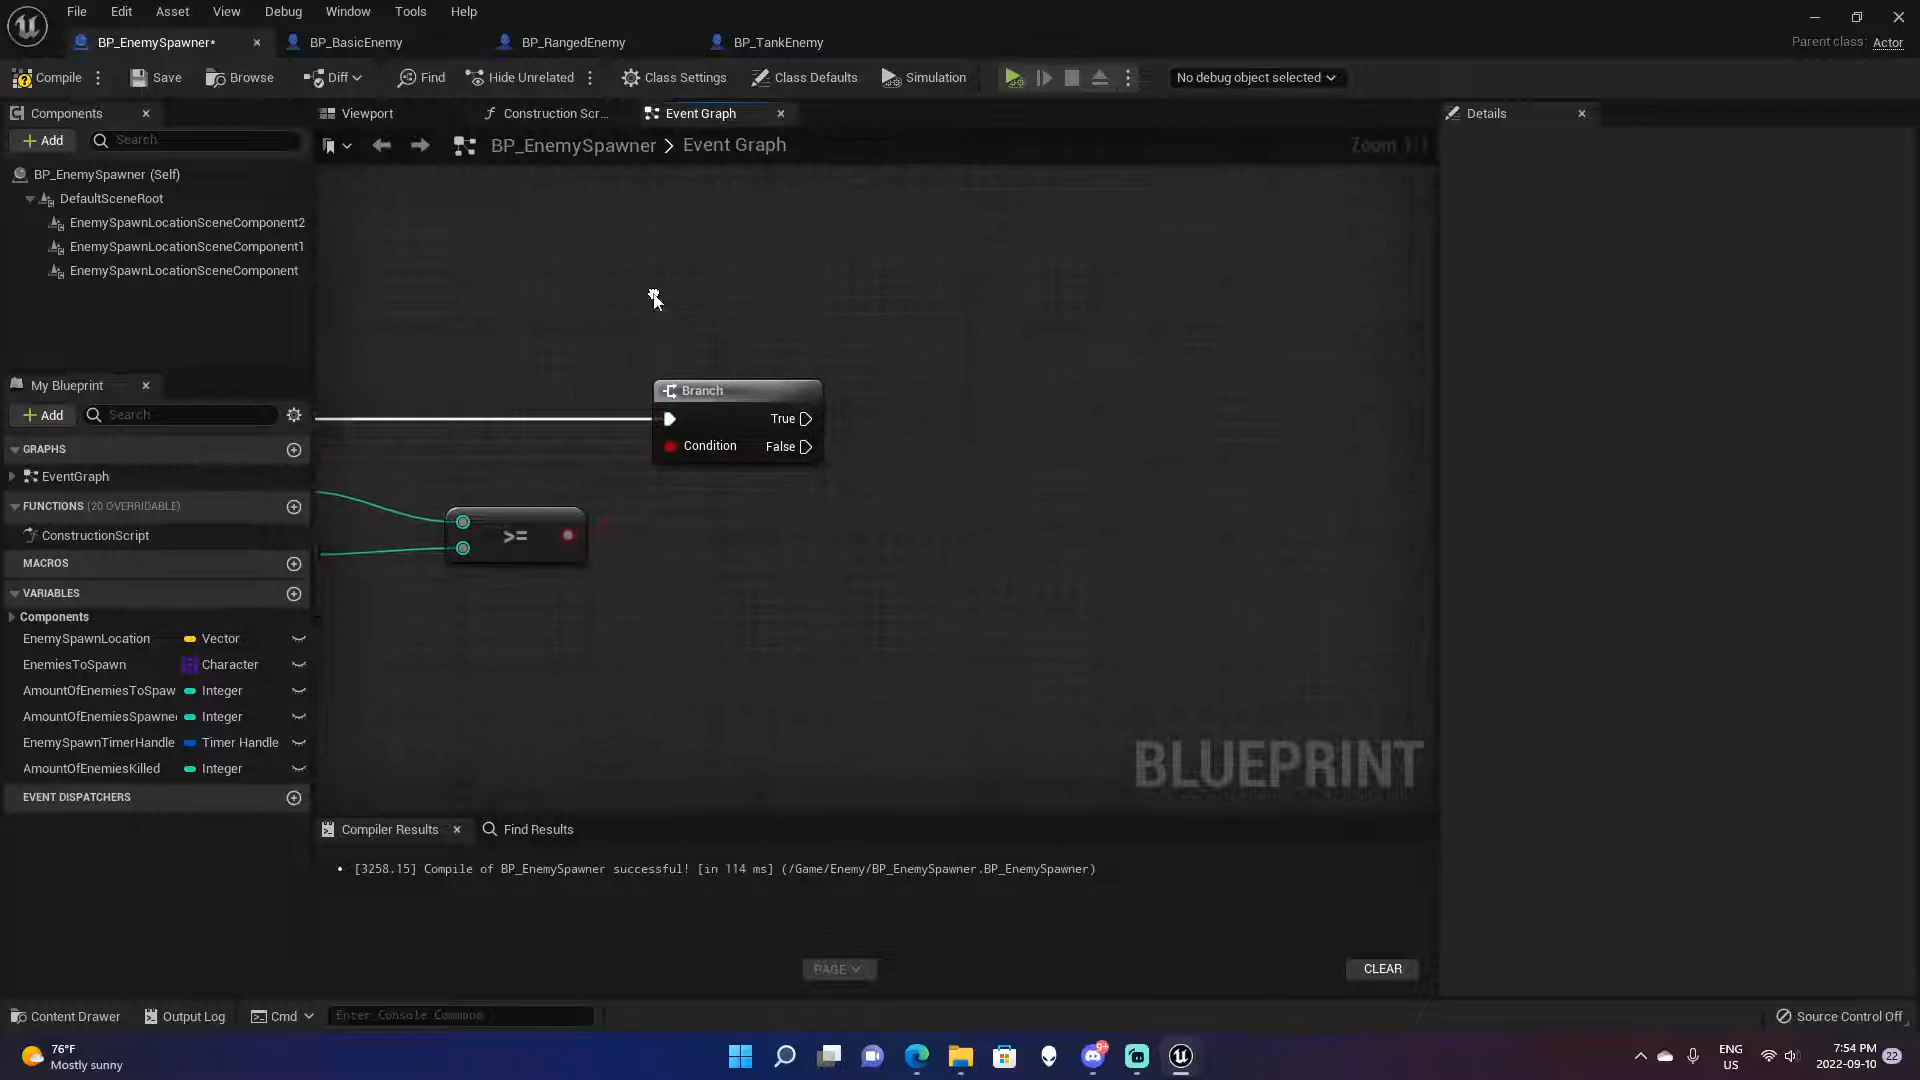 File Edit Asset View Debug Window Tools Help
BP_EnemySpawner* BP_BasicEnemy BP_RangedEnemy BP_TankEnemy
Parent class: Actor
Compile Save Browse Diff Find Hide Unrelated Class Settings Class Defaults Simulation No debug object selected
Components
Add Search
BP_EnemySpawner (Self)
DefaultSceneRoot
EnemySpawnLocationSceneComponent2
EnemySpawnLocationSceneComponent1
EnemySpawnLocationSceneComponent
My Blueprint
Add Search
GRAPHS
EventGraph
FUNCTIONS (20 OVERRIDABLE)
ConstructionScript
MACROS
VARIABLES
Components
EnemySpawnLocation Vector
EnemiesToSpawn Character
AmountOfEnemiesToSpaw Integer
AmountOfEnemiesSpawne Integer
EnemySpawnTimerHandle Timer Handle
AmountOfEnemiesKilled Integer
EVENT DISPATCHERS
Viewport Construction Scr... Event Graph
BP_EnemySpawner > Event Graph
Zoom 1:1
Branch
True
Condition False
>=
BLUEPRINT
Compiler Results Find Results
• [3258.15] Compile of BP_EnemySpawner successful! [in 114 ms] (/Game/Enemy/BP_EnemySpawner.BP_EnemySpawner)
PAGE
CLEAR
Details
Content Drawer Output Log Cmd Enter Console Command Source Control Off
76°F
Mostly sunny
9+
ENG
US
7:54 PM
2022-09-10
22